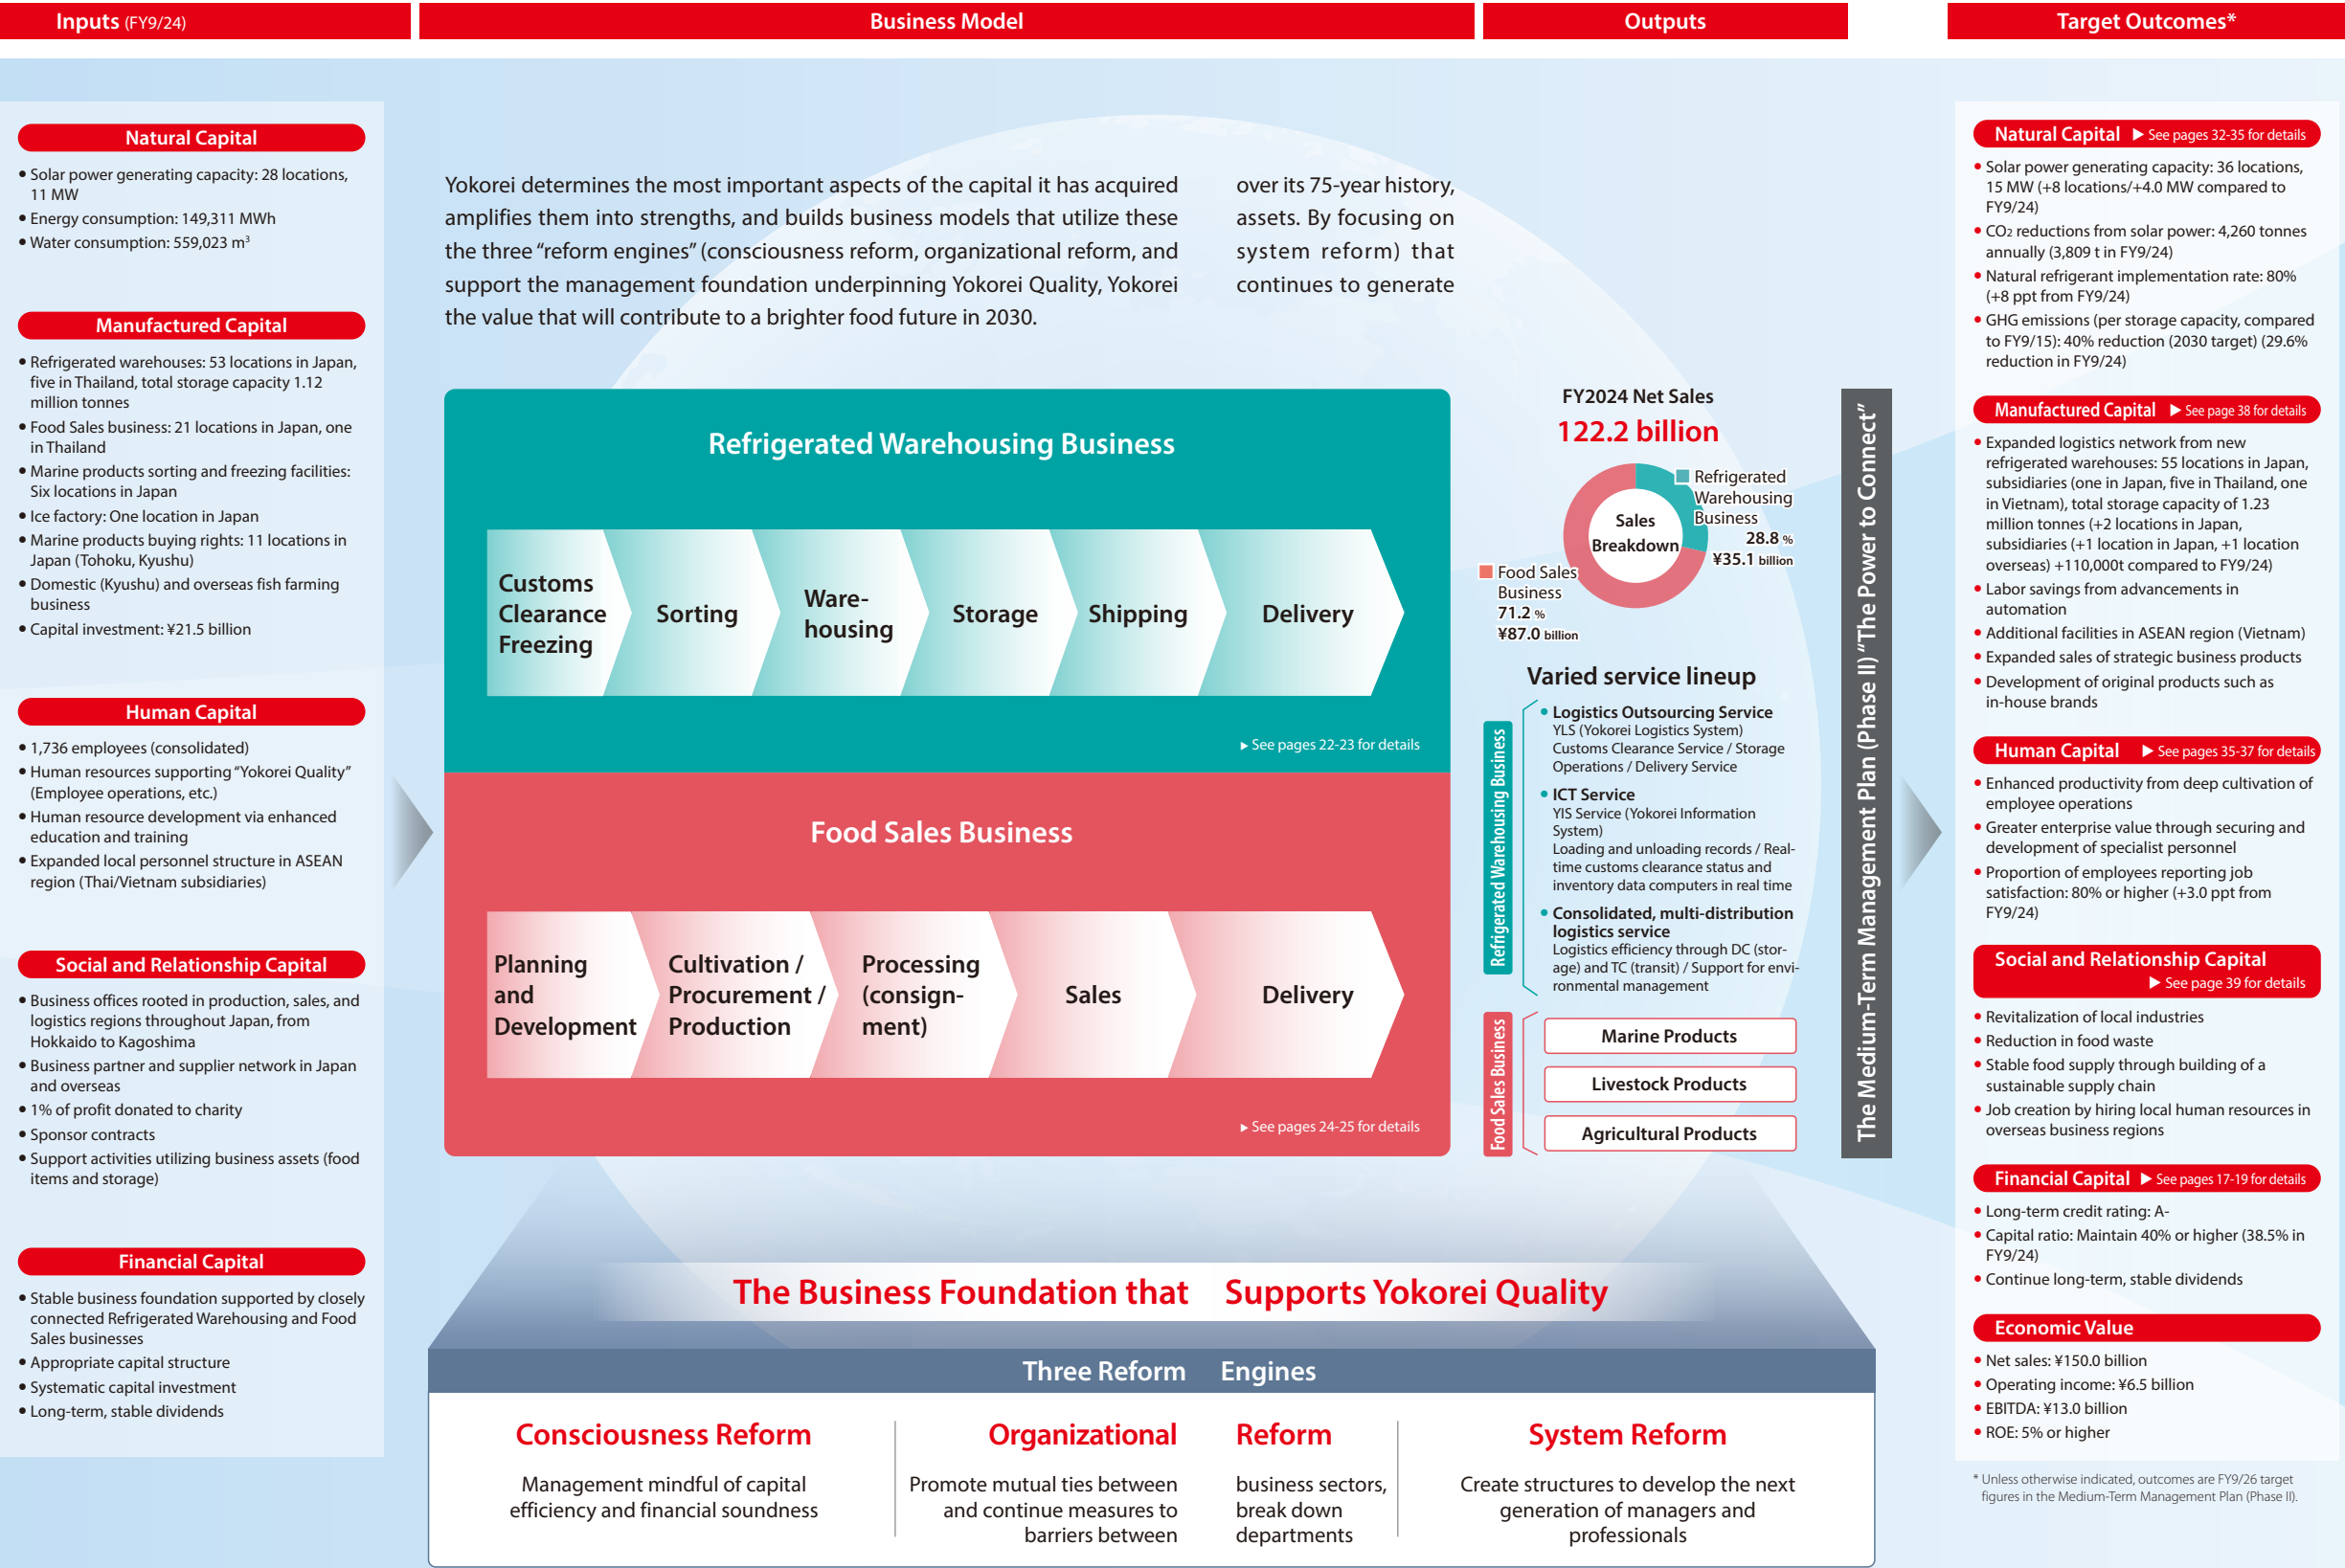 Inputs (FY9/24)
Business Model
Outputs
Target Outcomes*
Natural Capital
• Solar power generating capacity: 28 locations,
11 MW
• Energy consumption: 149,311 MWh
• Water consumption: 559,023 m³
Manufactured Capital
• Refrigerated warehouses: 53 locations in Japan,
five in Thailand, total storage capacity 1.12
million tonnes
• Food Sales business: 21 locations in Japan, one
in Thailand
• Marine products sorting and freezing facilities:
Six locations in Japan
• Ice factory: One location in Japan
• Marine products buying rights: 11 locations in
Japan (Tohoku, Kyushu)
• Domestic (Kyushu) and overseas fish farming
business
• Capital investment: ¥21.5 billion
Human Capital
• 1,736 employees (consolidated)
• Human resources supporting “Yokorei Quality”
(Employee operations, etc.)
• Human resource development via enhanced
education and training
• Expanded local personnel structure in ASEAN
region (Thai/Vietnam subsidiaries)
Social and Relationship Capital
• Business offices rooted in production, sales, and
logistics regions throughout Japan, from
Hokkaido to Kagoshima
• Business partner and supplier network in Japan
and overseas
• 1% of profit donated to charity
• Sponsor contracts
• Support activities utilizing business assets (food
items and storage)
Financial Capital
• Stable business foundation supported by closely
connected Refrigerated Warehousing and Food
Sales businesses
• Appropriate capital structure
• Systematic capital investment
• Long-term, stable dividends
Yokorei determines the most important aspects of the capital it has acquired over its 75-year history,
amplifies them into strengths, and builds business models that utilize these assets. By focusing on
the three “reform engines” (consciousness reform, organizational reform, and system reform) that
support the management foundation underpinning Yokorei Quality, Yokorei continues to generate
the value that will contribute to a brighter food future in 2030.
Refrigerated Warehousing Business
Customs
Clearance
Freezing
Sorting
Ware-
housing
Storage
Shipping
Delivery
▶ See pages 22-23 for details
Food Sales Business
Planning
and
Development
Cultivation /
Procurement /
Production
Processing
(consign-
ment)
Sales
Delivery
▶ See pages 24-25 for details
FY2024 Net Sales
122.2 billion
Sales
Breakdown
Refrigerated
Warehousing
Business
28.8 %
¥35.1 billion
Food Sales
Business
71.2 %
¥87.0 billion
Varied service lineup
Refrigerated Warehousing Business
• Logistics Outsourcing Service
YLS (Yokorei Logistics System)
Customs Clearance Service / Storage
Operations / Delivery Service
• ICT Service
YIS Service (Yokorei Information
System)
Loading and unloading records / Real-
time customs clearance status and
inventory data computers in real time
• Consolidated, multi-distribution
logistics service
Logistics efficiency through DC (stor-
age) and TC (transit) / Support for envi-
ronmental management
Food Sales Business
Marine Products
Livestock Products
Agricultural Products
The Medium-Term Management Plan (Phase II) “The Power to Connect”
The Business Foundation that Supports Yokorei Quality
Three Reform Engines
Consciousness Reform
Management mindful of capital
efficiency and financial soundness
Organizational Reform
Promote mutual ties between business sectors,
and continue measures to break down
barriers between departments
System Reform
Create structures to develop the next
generation of managers and
professionals
Natural Capital ▶ See pages 32-35 for details
• Solar power generating capacity: 36 locations,
15 MW (+8 locations/+4.0 MW compared to
FY9/24)
• CO2 reductions from solar power: 4,260 tonnes
annually (3,809 t in FY9/24)
• Natural refrigerant implementation rate: 80%
(+8 ppt from FY9/24)
• GHG emissions (per storage capacity, compared
to FY9/15): 40% reduction (2030 target) (29.6%
reduction in FY9/24)
Manufactured Capital ▶ See page 38 for details
• Expanded logistics network from new
refrigerated warehouses: 55 locations in Japan,
subsidiaries (one in Japan, five in Thailand, one
in Vietnam), total storage capacity of 1.23
million tonnes (+2 locations in Japan,
subsidiaries (+1 location in Japan, +1 location
overseas) +110,000t compared to FY9/24)
• Labor savings from advancements in
automation
• Additional facilities in ASEAN region (Vietnam)
• Expanded sales of strategic business products
• Development of original products such as
in-house brands
Human Capital ▶ See pages 35-37 for details
• Enhanced productivity from deep cultivation of
employee operations
• Greater enterprise value through securing and
development of specialist personnel
• Proportion of employees reporting job
satisfaction: 80% or higher (+3.0 ppt from
FY9/24)
Social and Relationship Capital
▶ See page 39 for details
• Revitalization of local industries
• Reduction in food waste
• Stable food supply through building of a
sustainable supply chain
• Job creation by hiring local human resources in
overseas business regions
Financial Capital ▶ See pages 17-19 for details
• Long-term credit rating: A-
• Capital ratio: Maintain 40% or higher (38.5% in
FY9/24)
• Continue long-term, stable dividends
Economic Value
• Net sales: ¥150.0 billion
• Operating income: ¥6.5 billion
• EBITDA: ¥13.0 billion
• ROE: 5% or higher
* Unless otherwise indicated, outcomes are FY9/26 target
figures in the Medium-Term Management Plan (Phase II).